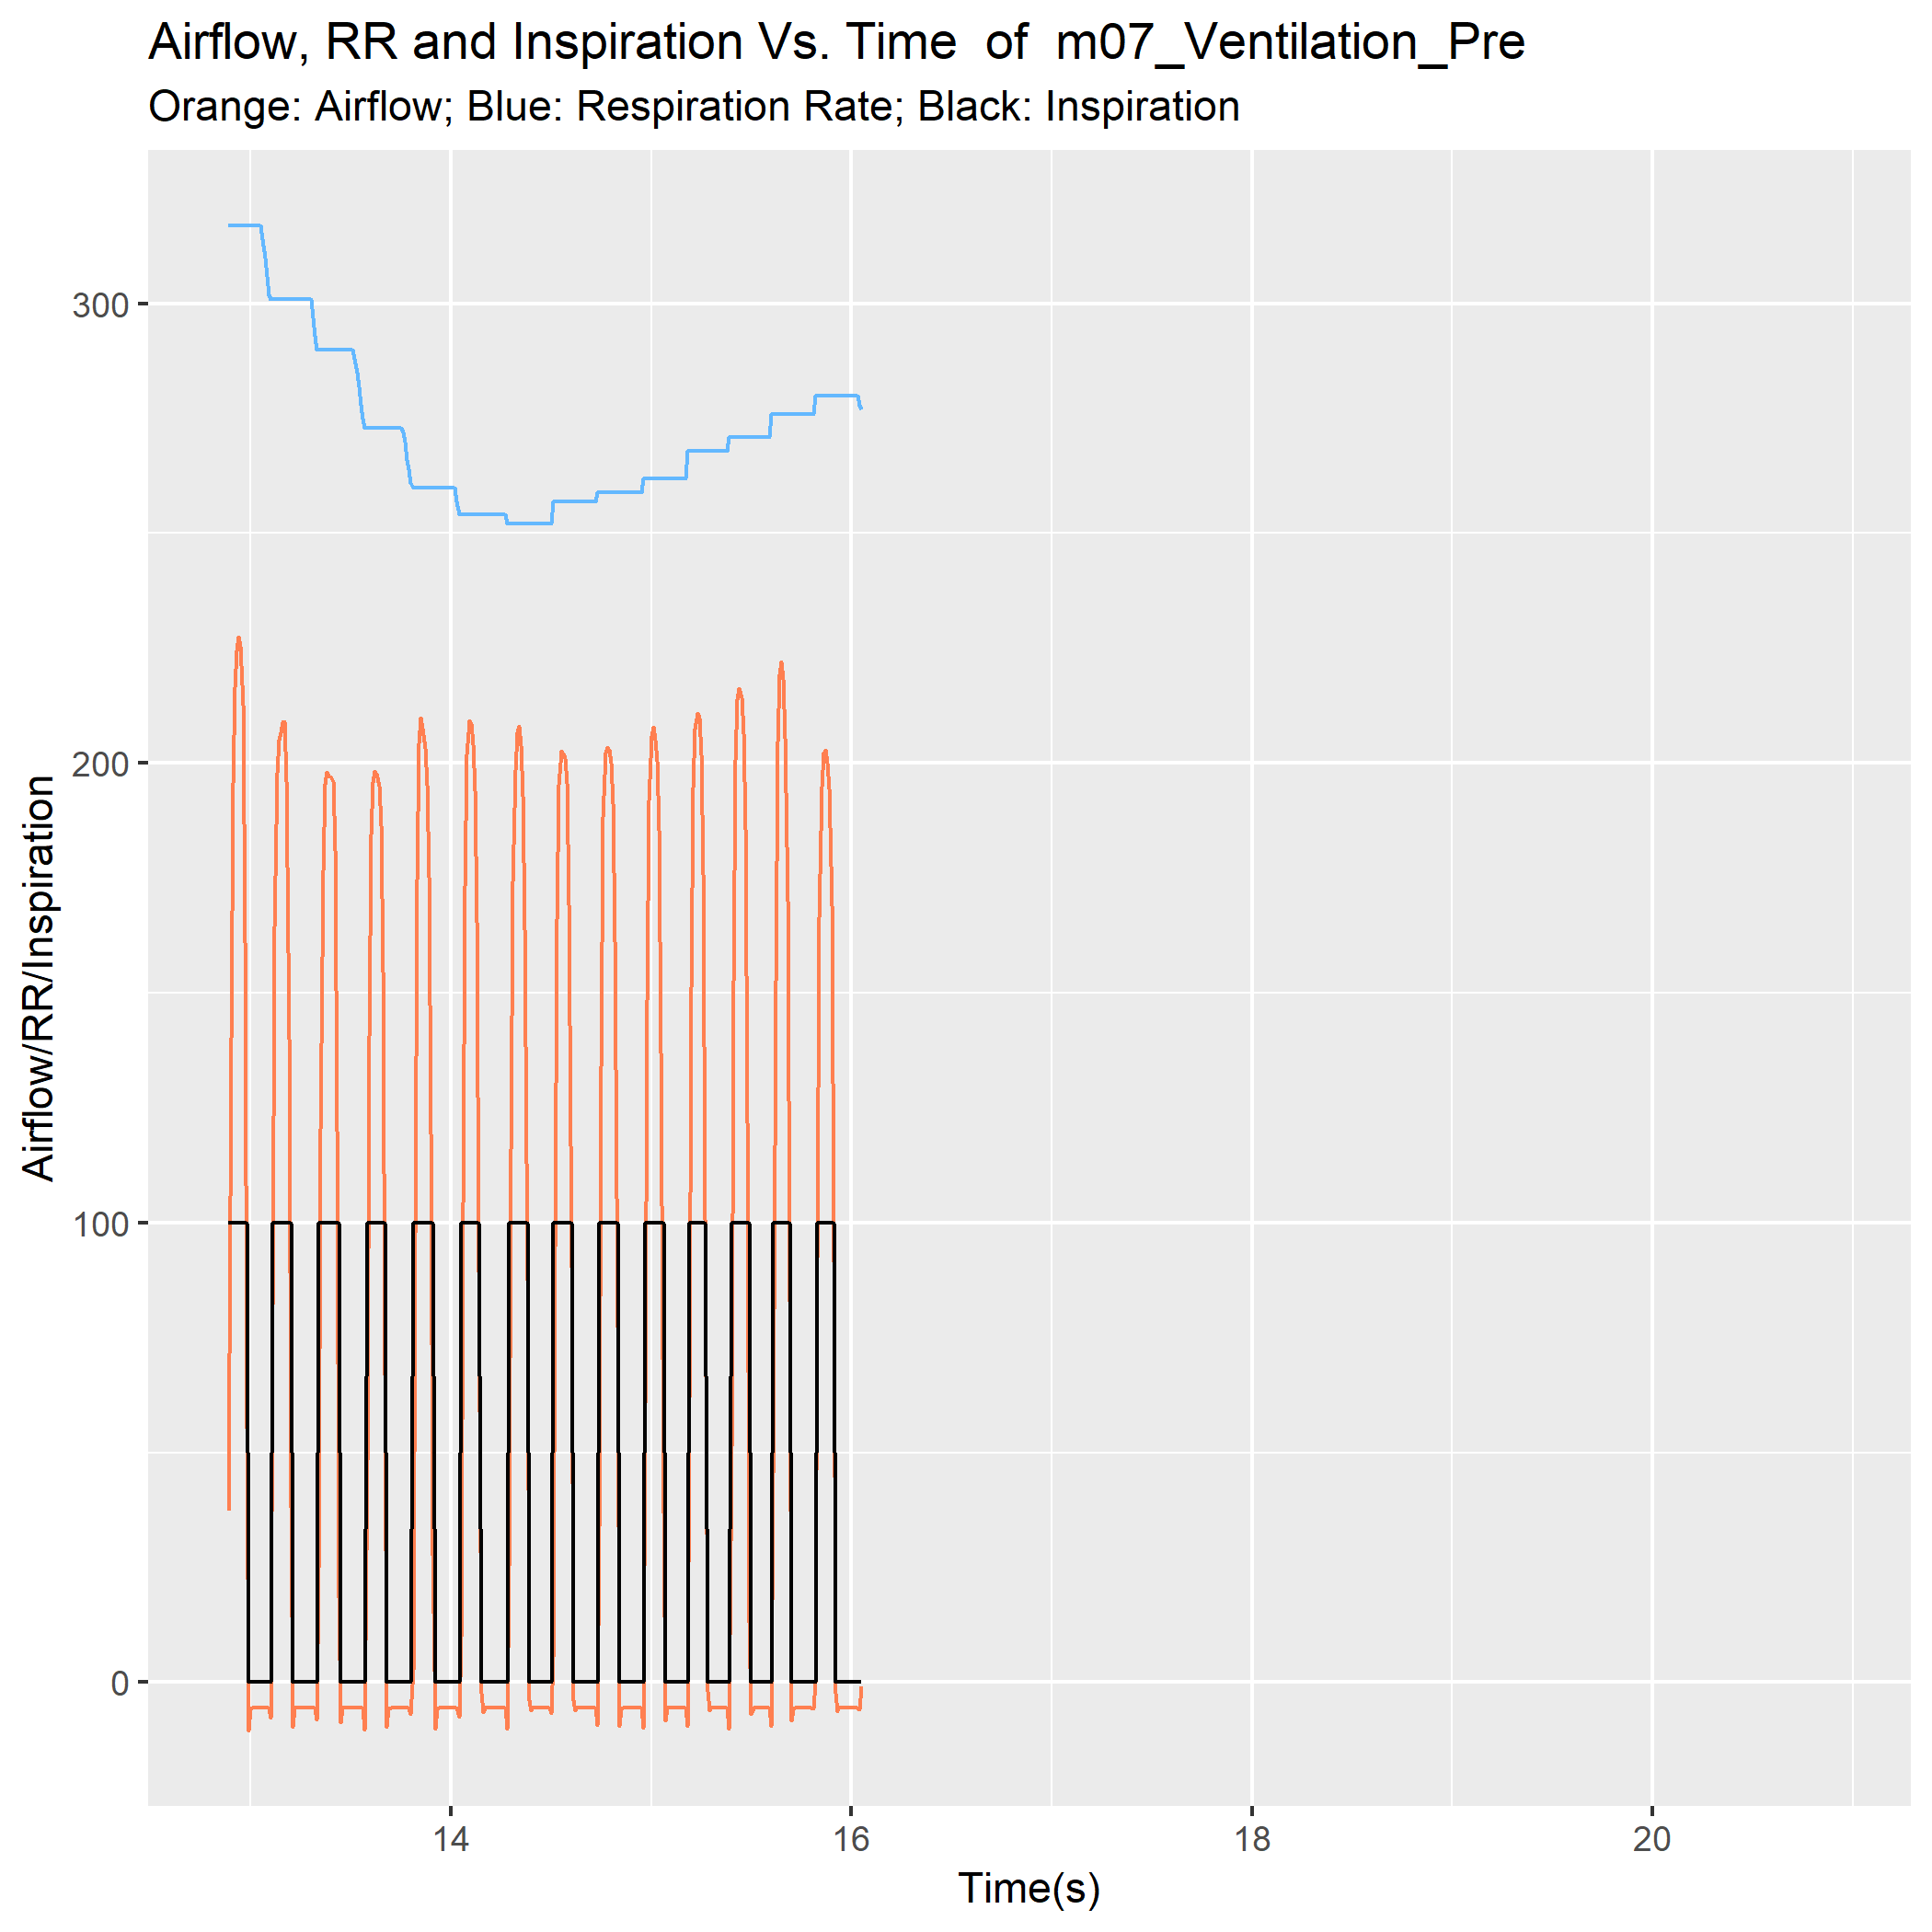 Airflow, RR and Inspiration Vs. Time  of  m07_Ventilation_Pre
Orange: Airflow; Blue: Respiration Rate; Black: Inspiration
Airflow/RR/Inspiration
300
200
100
0
14
16
18
20
Time(s)